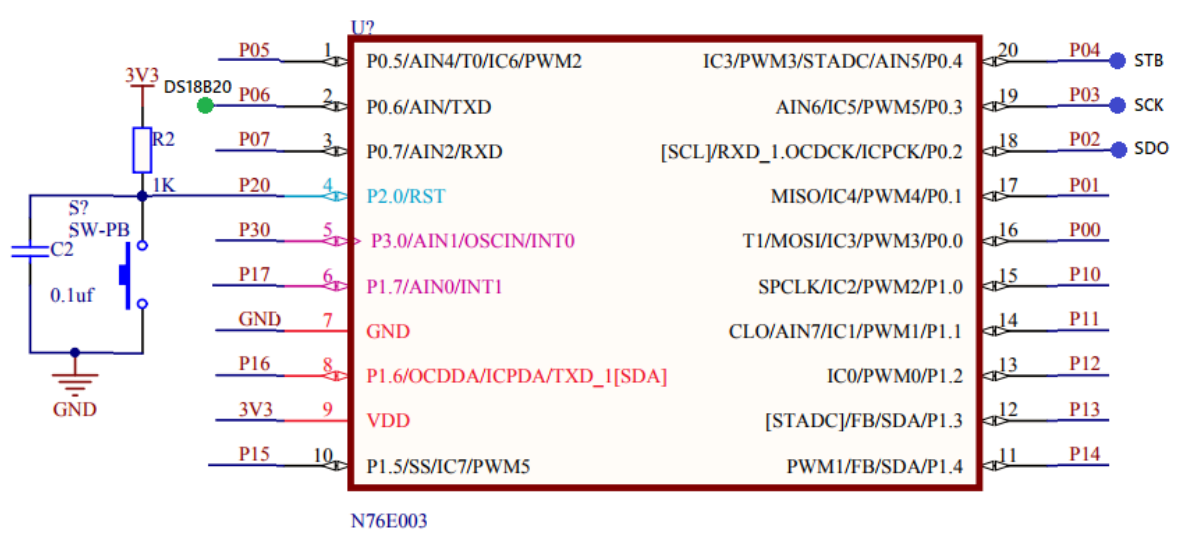 U?
P05 1 P0.5/AIN4/T0/IC6/PWM2 IC3/PWM3/STADC/AIN5/P0.4 20 P04 STB
3V3
DS18B20 P06 2 P0.6/AIN/TXD AIN6/IC5/PWM5/P0.3 19 P03 SCK
R2 P07 3 P0.7/AIN2/RXD [SCL]/RXD_1.OCDCK/ICPCK/P0.2 18 P02 SDO
1K P20 4 P2.0/RST MISO/IC4/PWM4/P0.1 17 P01
S?
SW-PB P30 5 P3.0/AIN1/OSCIN/INT0 T1/MOSI/IC3/PWM3/P0.0 16 P00
C2
P17 6 P1.7/AIN0/INT1 SPCLK/IC2/PWM2/P1.0 15 P10
0.1uf
GND 7 GND CLO/AIN7/IC1/PWM1/P1.1 14 P11
P16 8 P1.6/OCDDA/ICPDA/TXD_1[SDA] IC0/PWM0/P1.2 13 P12
GND
3V3 9 VDD [STADC]/FB/SDA/P1.3 12 P13
P15 10 P1.5/SS/IC7/PWM5 PWM1/FB/SDA/P1.4 11 P14
N76E003